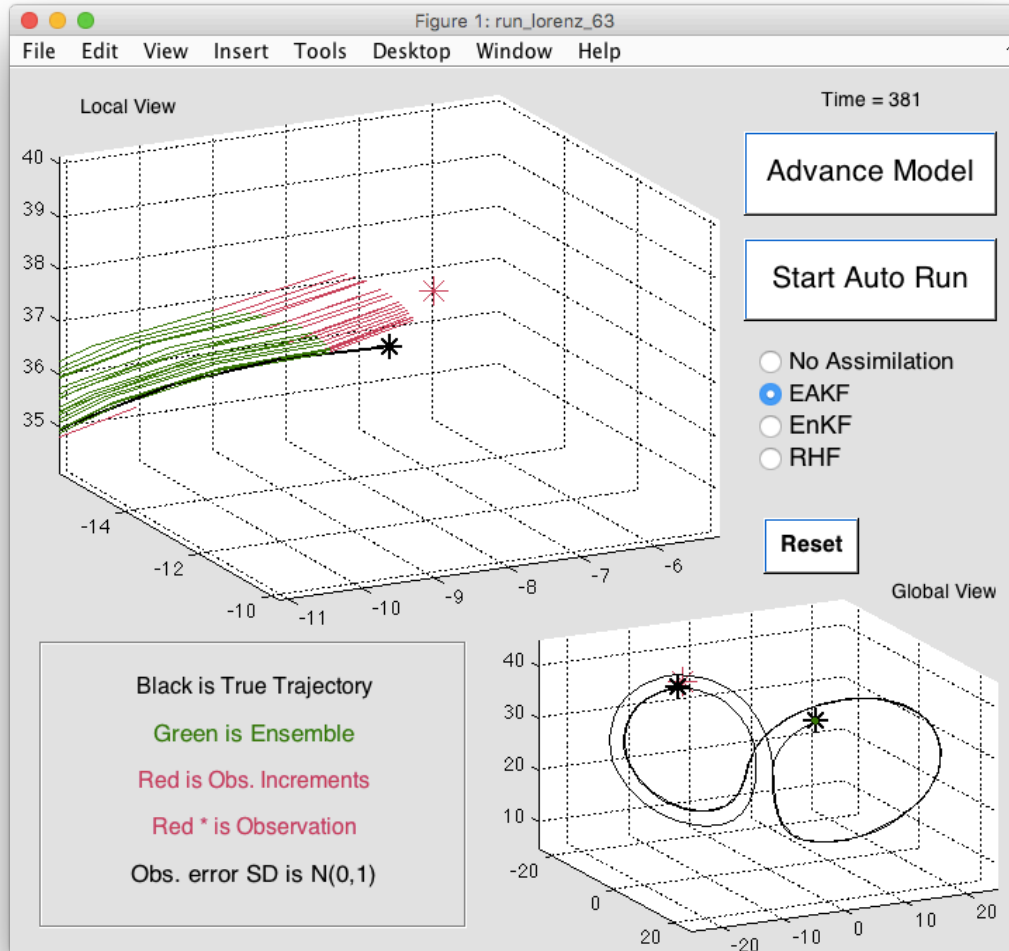 Figure 1: run_lorenz_63
File Edit View Insert Tools Desktop Window Help
Local View
Time = 381
40
39
38
37
36
35
-14
-12
-10
-11
-10
-9
-8
-7
-6
Advance Model
Start Auto Run
No Assimilation
EAKF
EnKF
RHF
Reset
Global View
40
30
20
10
-20
0
20
-20
-10
0
10
20
Black is True Trajectory
Green is Ensemble
Red is Obs. Increments
Red * is Observation
Obs. error SD is N(0,1)